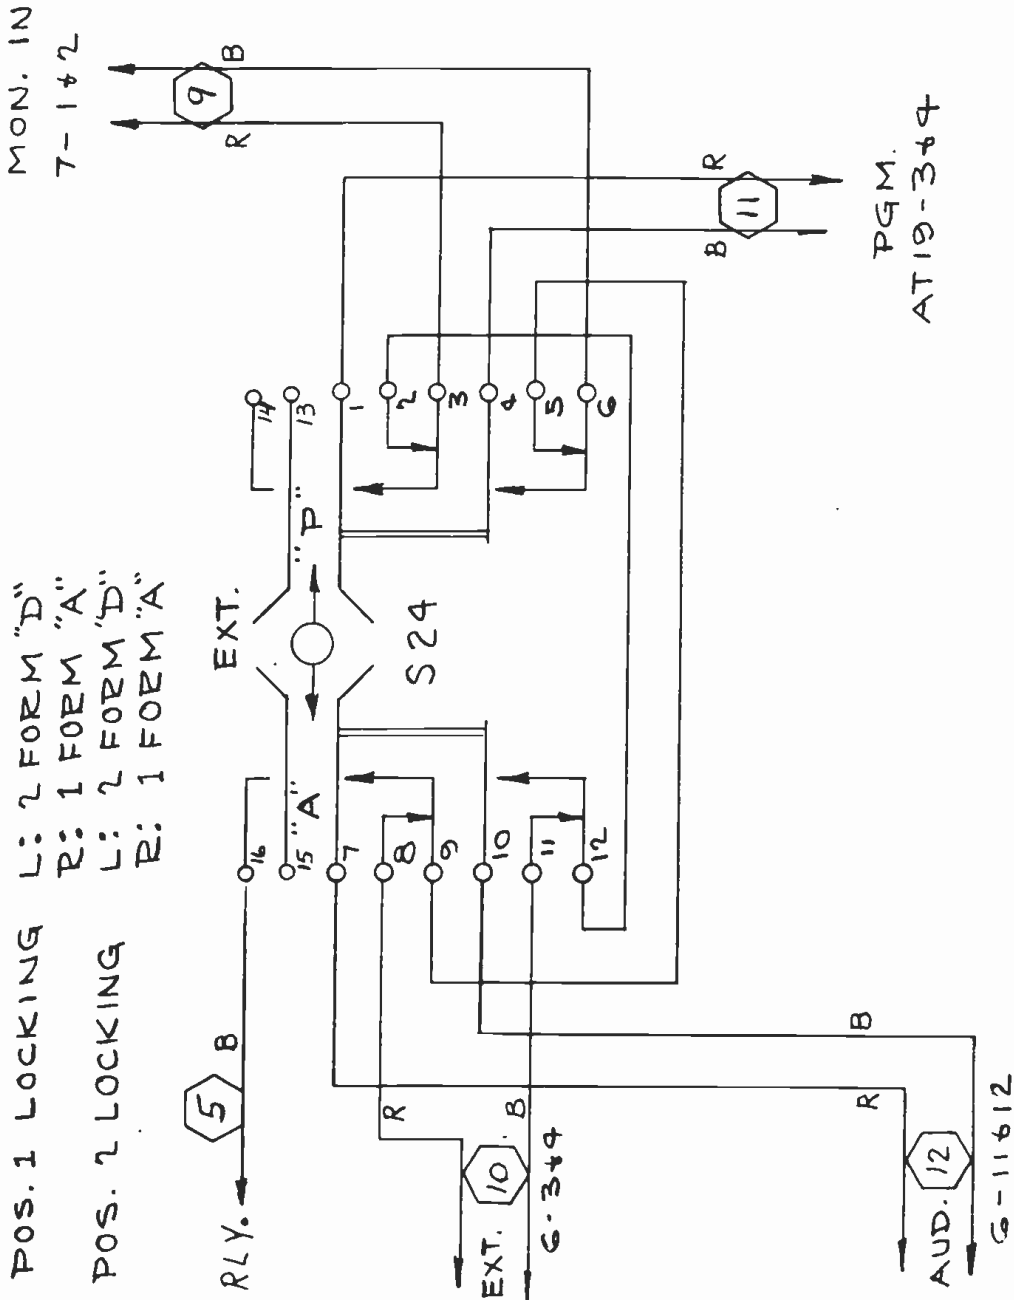 POS. 1 LOCKING L: 2 FORM "D"
R: 1 FORM "A"
POS. 2 LOCKING L: 2 FORM "D"
R: 1 FORM "A"
MON. IN
7-1&2
EXT.
RLY.
5
B
9
R
B
16
15
"A"
7
8
9
10
11
12
14
13
"P"
1
2
3
4
5
6
S24
R
B
11
PGM.
AT19-3&4
R
B
10
EXT.
6-3&4
R
B
12
AUD.
6-11&12